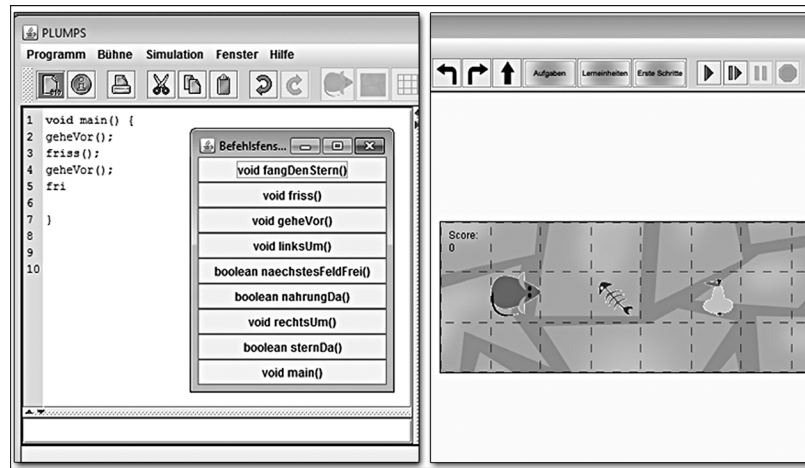 PLUMPS
Programm Bühne Simulation Fenster Hilfe
1 void main() {
2 geheVor();
3 friss();
4 geheVor();
5 fri
6
7 }
8
9
10
Befehlsfens...
void fangDenStern()
void friss()
void geheVor()
void linksUm()
boolean naechstesFeldFrei()
boolean nahrungDa()
void rechtsUm()
boolean sternDa()
void main()
Aufgaben Lerneinheiten Erste Schritte
Score:
0